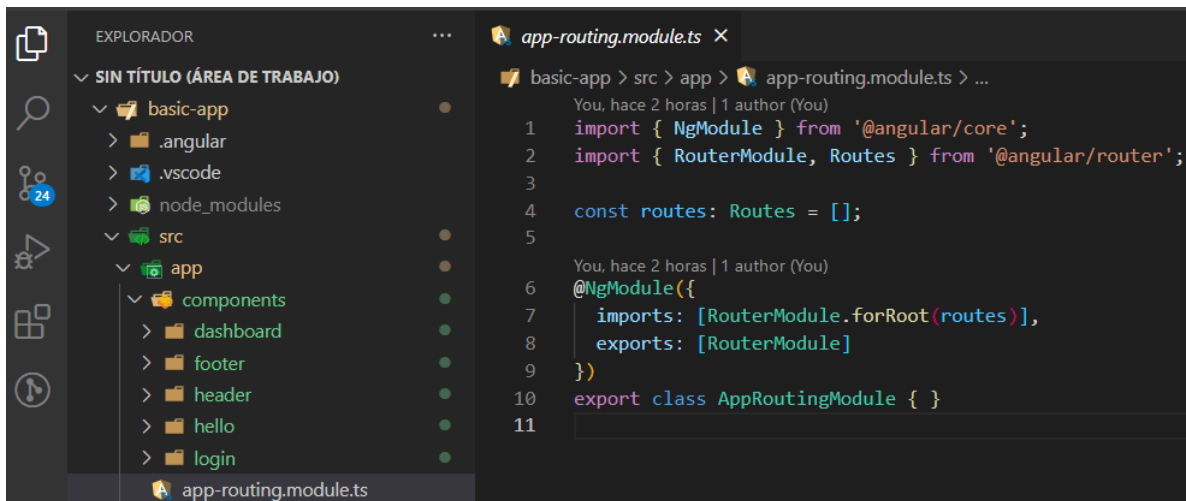 EXPLORADOR
SIN TÍTULO (ÁREA DE TRABAJO)
basic-app
.angular
.vscode
node_modules
src
app
components
dashboard
footer
header
hello
login
app-routing.module.ts
24
app-routing.module.ts
basic-app > src > app > app-routing.module.ts > ...
You, hace 2 horas | 1 author (You)
1 import { NgModule } from '@angular/core';
2 import { RouterModule, Routes } from '@angular/router';
3
4 const routes: Routes = [];
5
You, hace 2 horas | 1 author (You)
6 @NgModule({
7 imports: [RouterModule.forRoot(routes)],
8 exports: [RouterModule]
9 })
10 export class AppRoutingModule { }
11